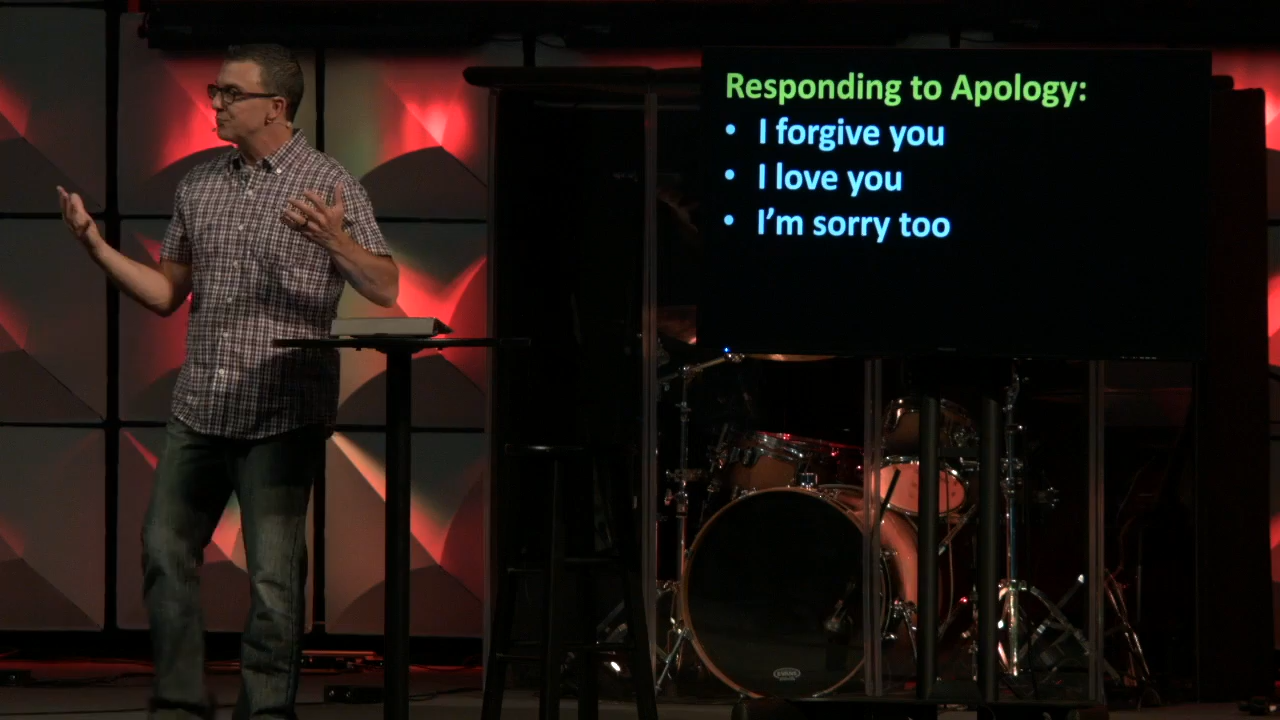 Responding to Apology:
• I forgive you
• I love you
• I'm sorry too